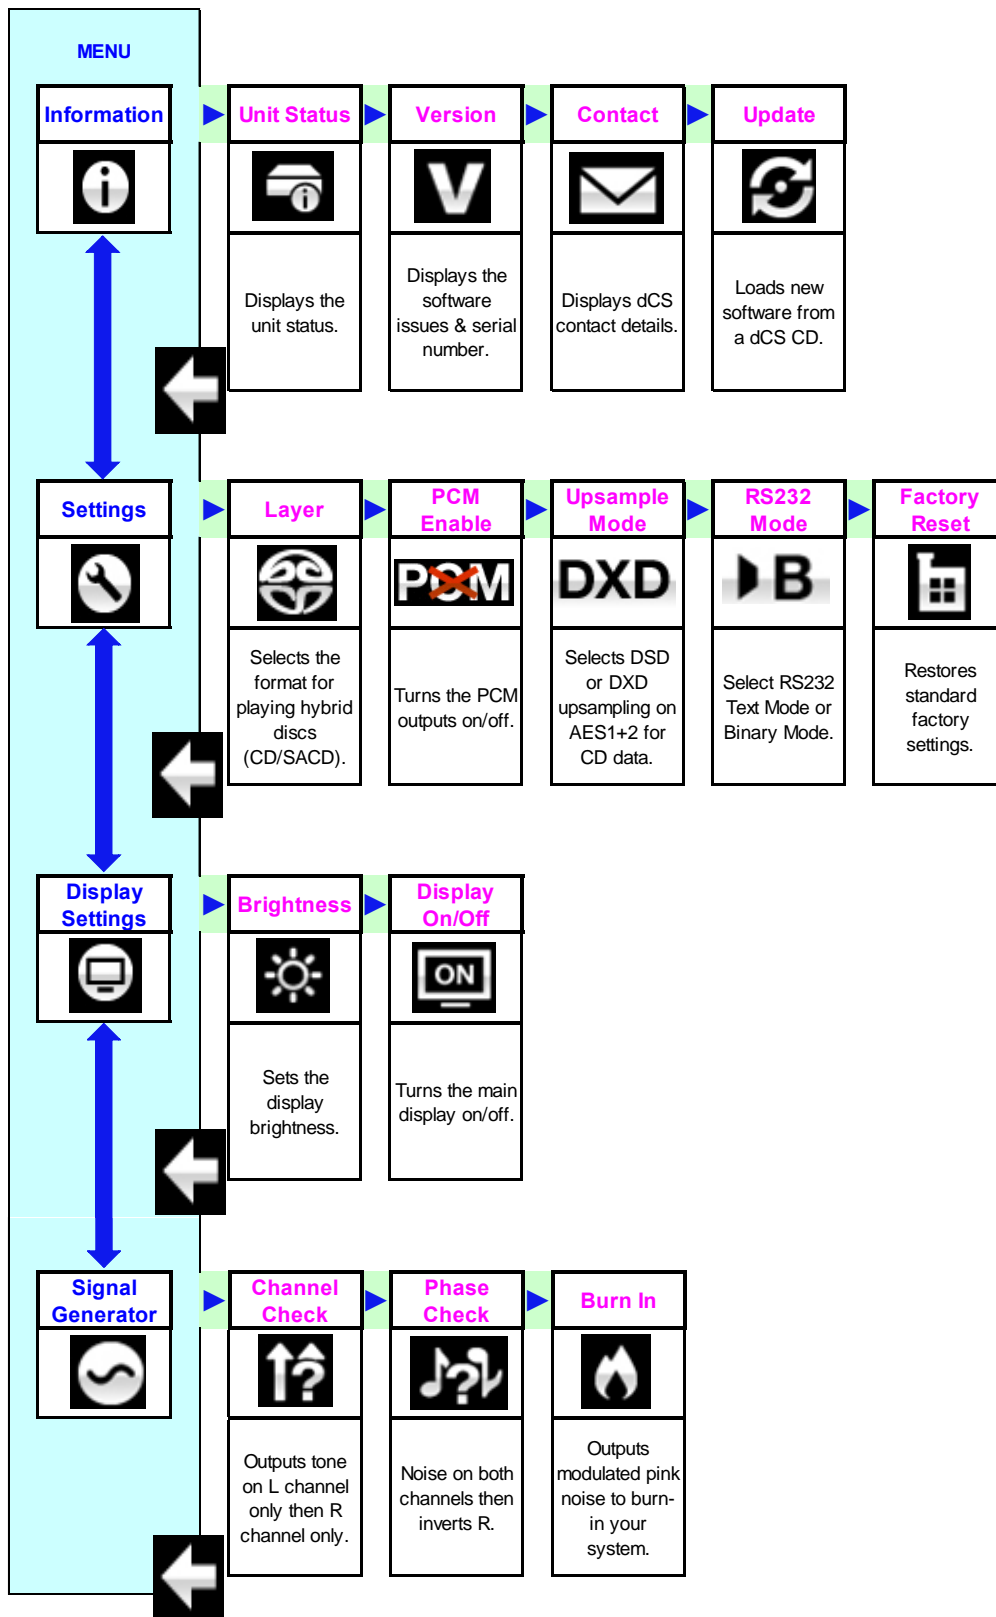 MENU
Information
Unit Status
Version
Contact
Update
V
Displays the
unit status.
Displays the
software
issues & serial
number.
Displays dCS
contact details.
Loads new
software from
a dCS CD.
Settings
Layer
PCM
Enable
Upsample
Mode
RS232
Mode
Factory
Reset
PCM
DXD
B
Selects the
format for
playing hybrid
discs
(CD/SACD).
Turns the PCM
outputs on/off.
Selects DSD
or DXD
upsampling on
AES1+2 for
CD data.
Select RS232
Text Mode or
Binary Mode.
Restores
standard
factory
settings.
Display
Settings
Brightness
Display
On/Off
ON
Sets the
display
brightness.
Turns the main
display on/off.
Signal
Generator
Channel
Check
Phase
Check
Burn In
?
?
Outputs tone
on L channel
only then R
channel only.
Noise on both
channels then
inverts R.
Outputs
modulated pink
noise to burn-
in your
system.